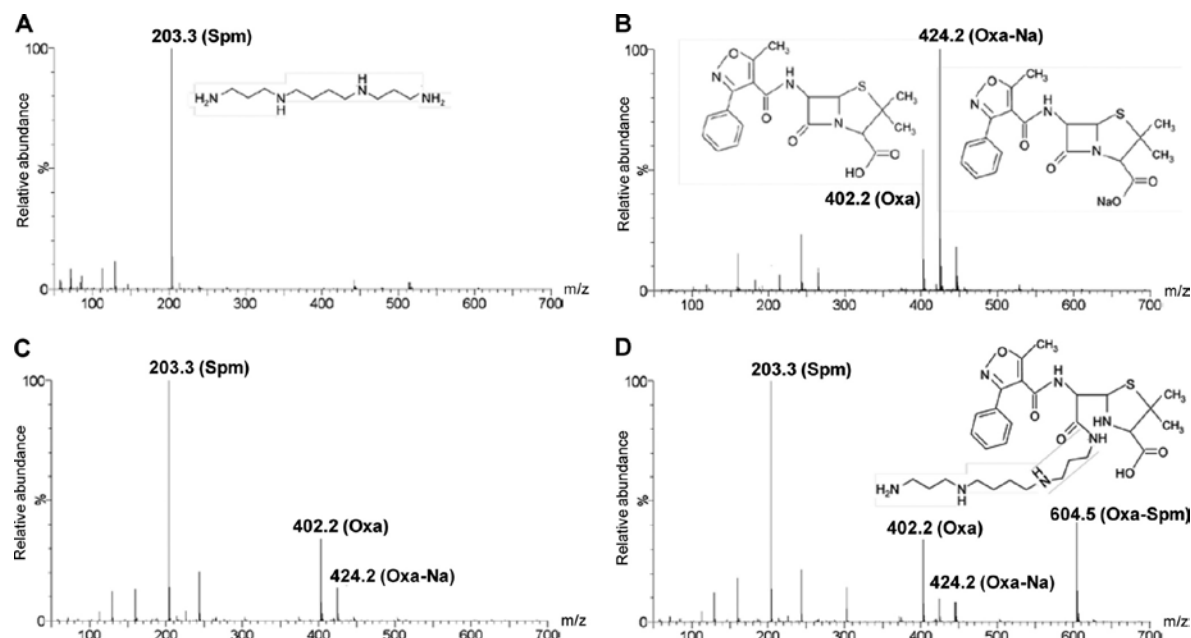 A
203.3 (Spm)
100
%
0
Relative abundance
H₂N
N
H
H
N
NH₂
100 200 300 400 500 600 700 m/z
B
424.2 (Oxa-Na)
100
%
0
Relative abundance
O
CH₃
N
H
N
O
S
CH₃
CH₃
N
O
O
HO
402.2 (Oxa)
O
CH₃
N
H
N
O
S
CH₃
CH₃
N
O
O
NaO
100 200 300 400 500 600 700 m/z
C
203.3 (Spm)
100
%
0
Relative abundance
402.2 (Oxa)
424.2 (Oxa-Na)
100 200 300 400 500 600 700 m/z
D
203.3 (Spm)
100
%
0
Relative abundance
O
CH₃
N
H
N
O
S
CH₃
CH₃
HN
O
NH
O
HO
H
N
H₂N
N
H
604.5 (Oxa-Spm)
402.2 (Oxa)
424.2 (Oxa-Na)
100 200 300 400 500 600 700 m/z